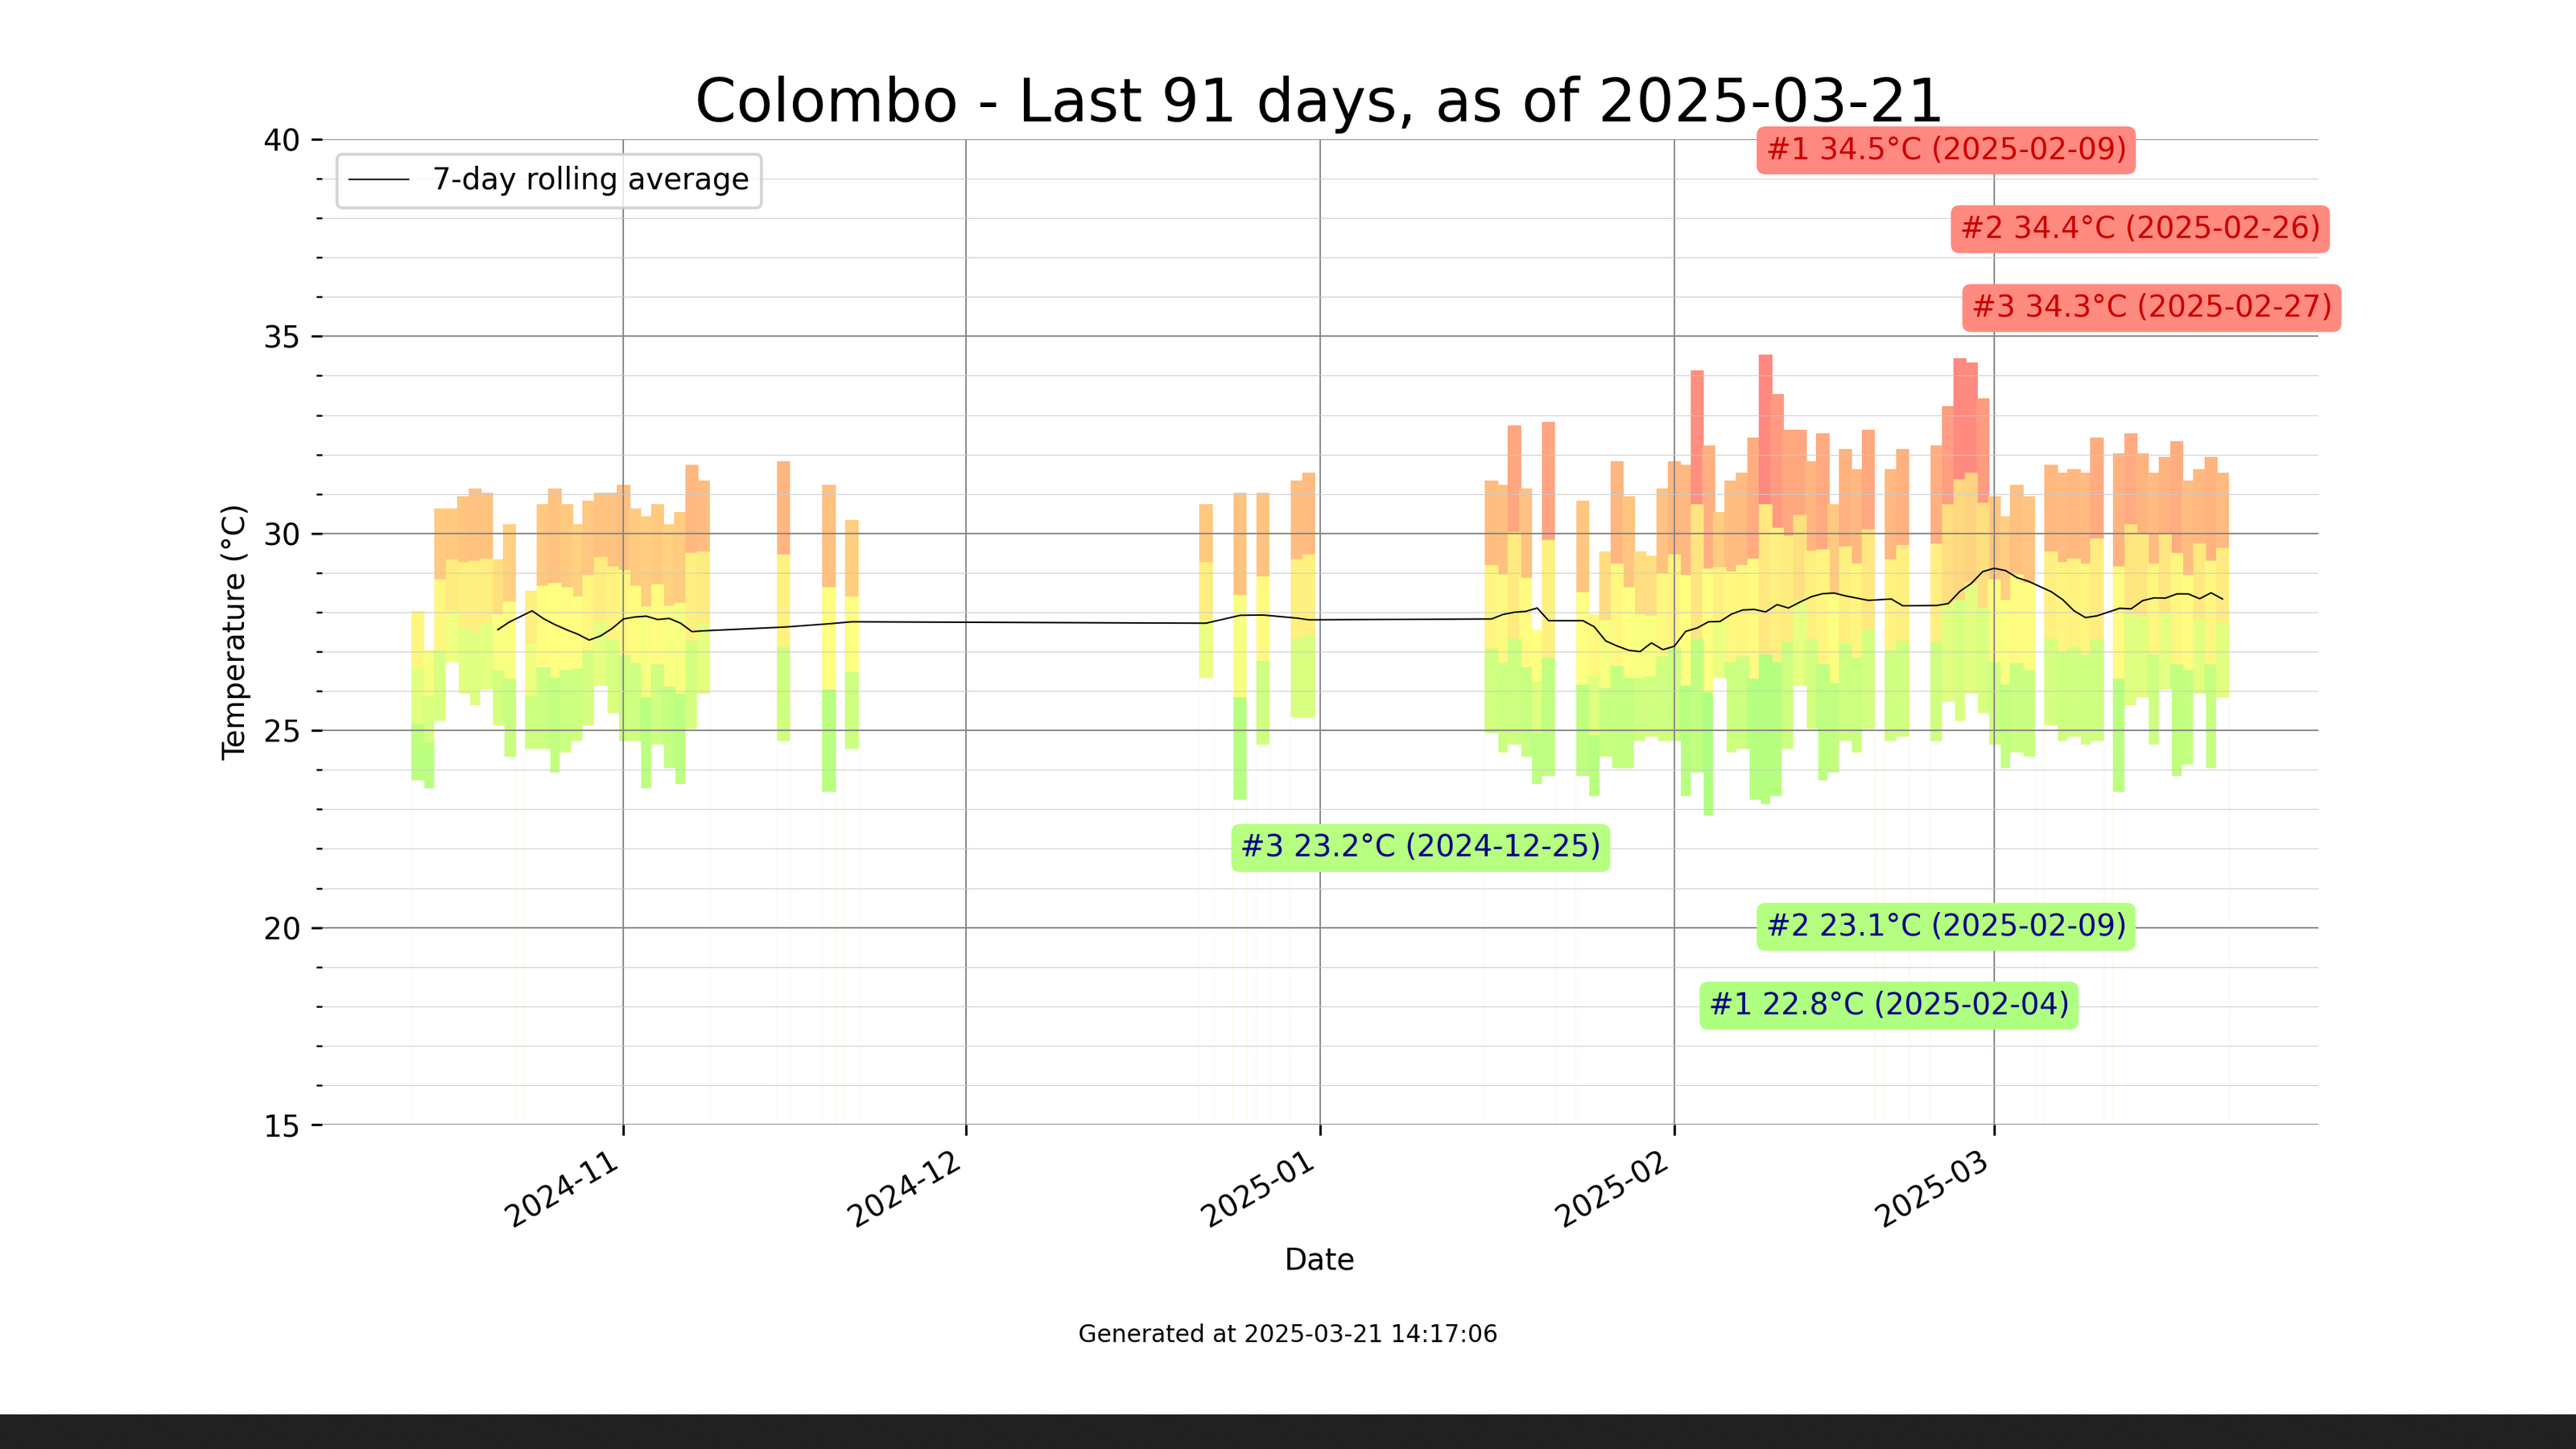 Colombo - Last 91 days, as of 2025-03-21
40
35
30
25
20
15
Temperature (°C)
7-day rolling average
#1 34.5°C (2025-02-09)
#2 34.4°C (2025-02-26)
#3 34.3°C (2025-02-27)
#3 23.2°C (2024-12-25)
#2 23.1°C (2025-02-09)
#1 22.8°C (2025-02-04)
2024-11
2024-12
2025-01
2025-02
2025-03
Date
Generated at 2025-03-21 14:17:06